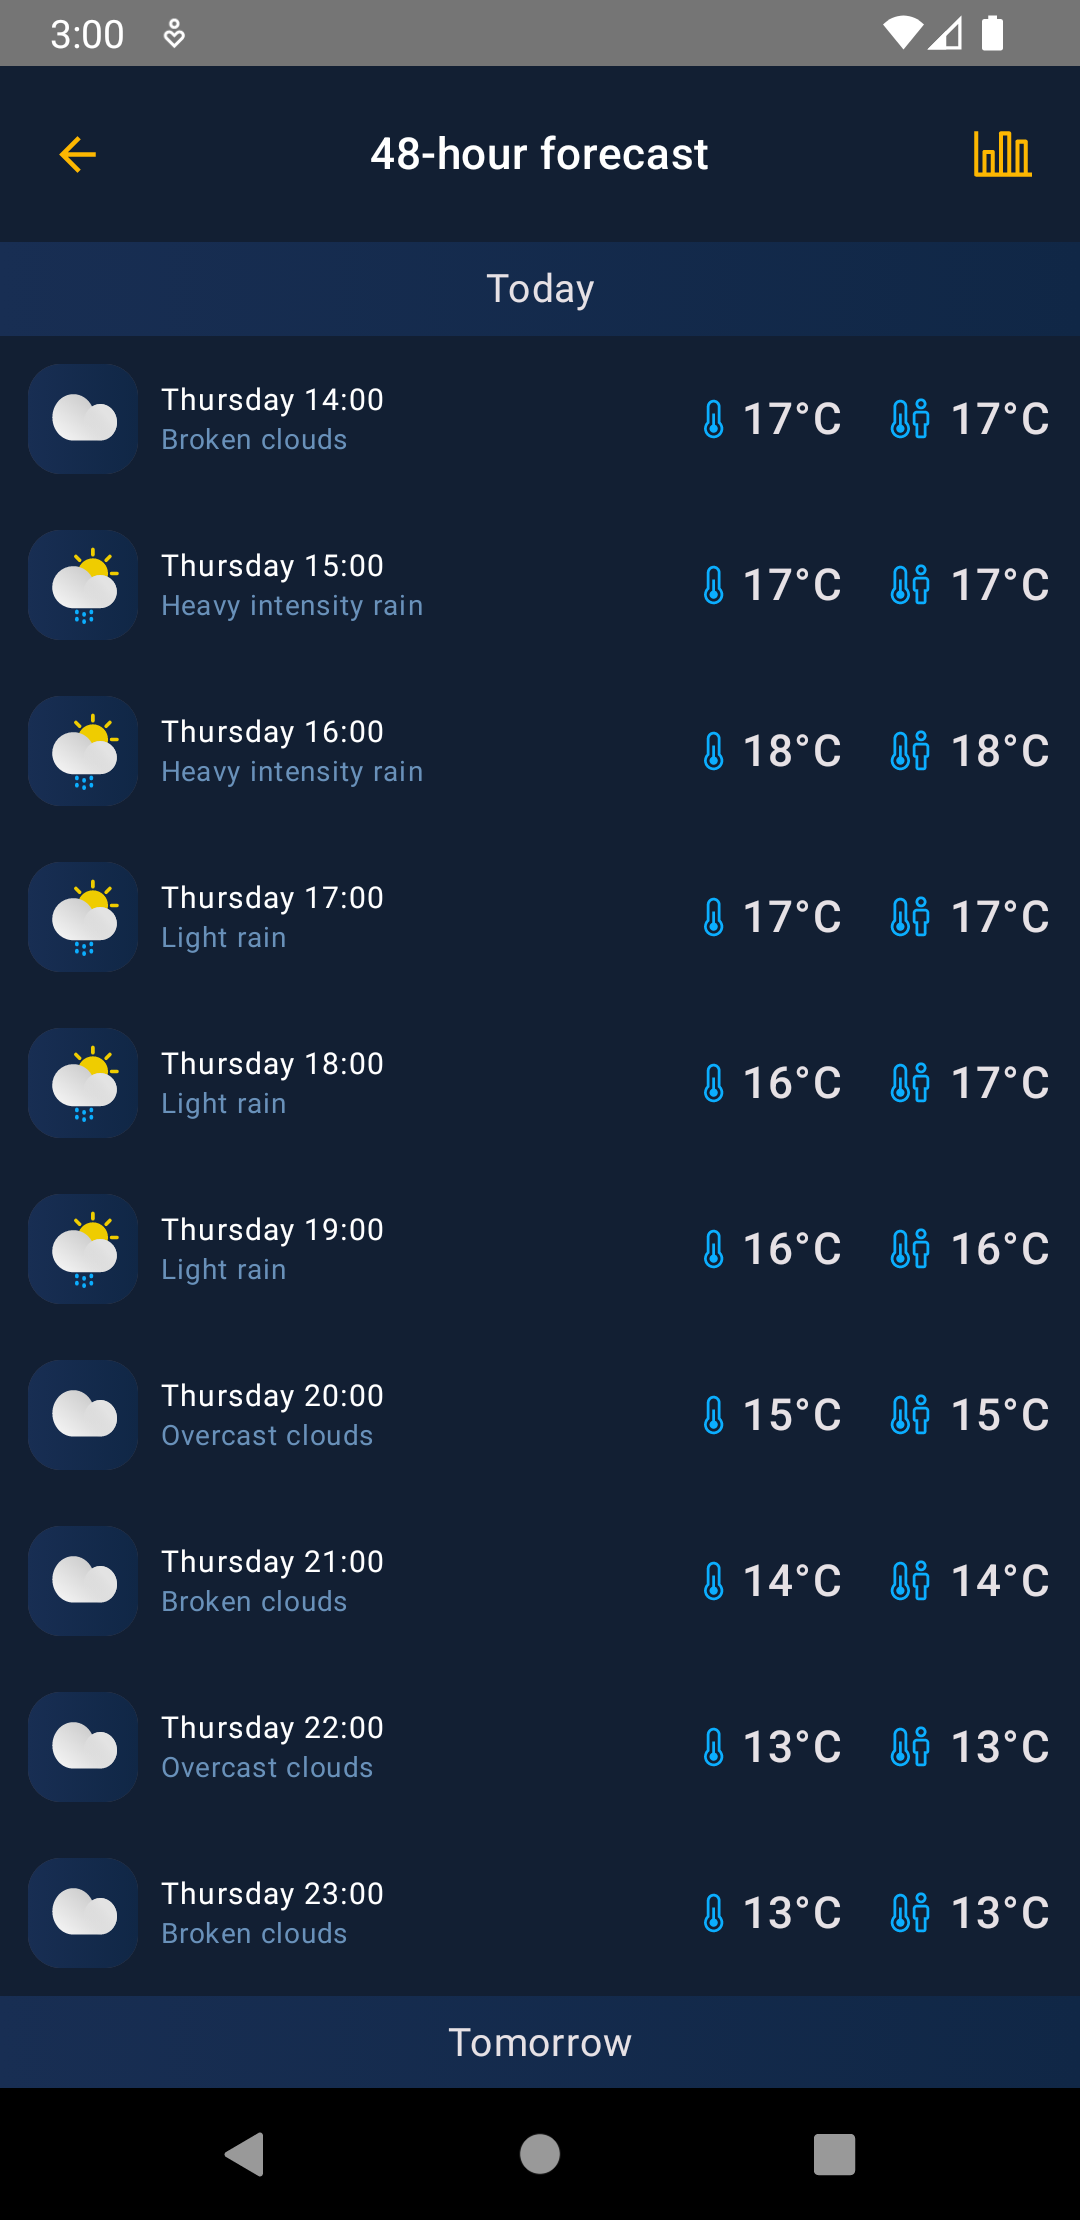 3:00
48-hour forecast
Today
Thursday 14:00
Broken clouds
17°C 17°C
Thursday 15:00
Heavy intensity rain
17°C 17°C
Thursday 16:00
Heavy intensity rain
18°C 18°C
Thursday 17:00
Light rain
17°C 17°C
Thursday 18:00
Light rain
16°C 17°C
Thursday 19:00
Light rain
16°C 16°C
Thursday 20:00
Overcast clouds
15°C 15°C
Thursday 21:00
Broken clouds
14°C 14°C
Thursday 22:00
Overcast clouds
13°C 13°C
Thursday 23:00
Broken clouds
13°C 13°C
Tomorrow